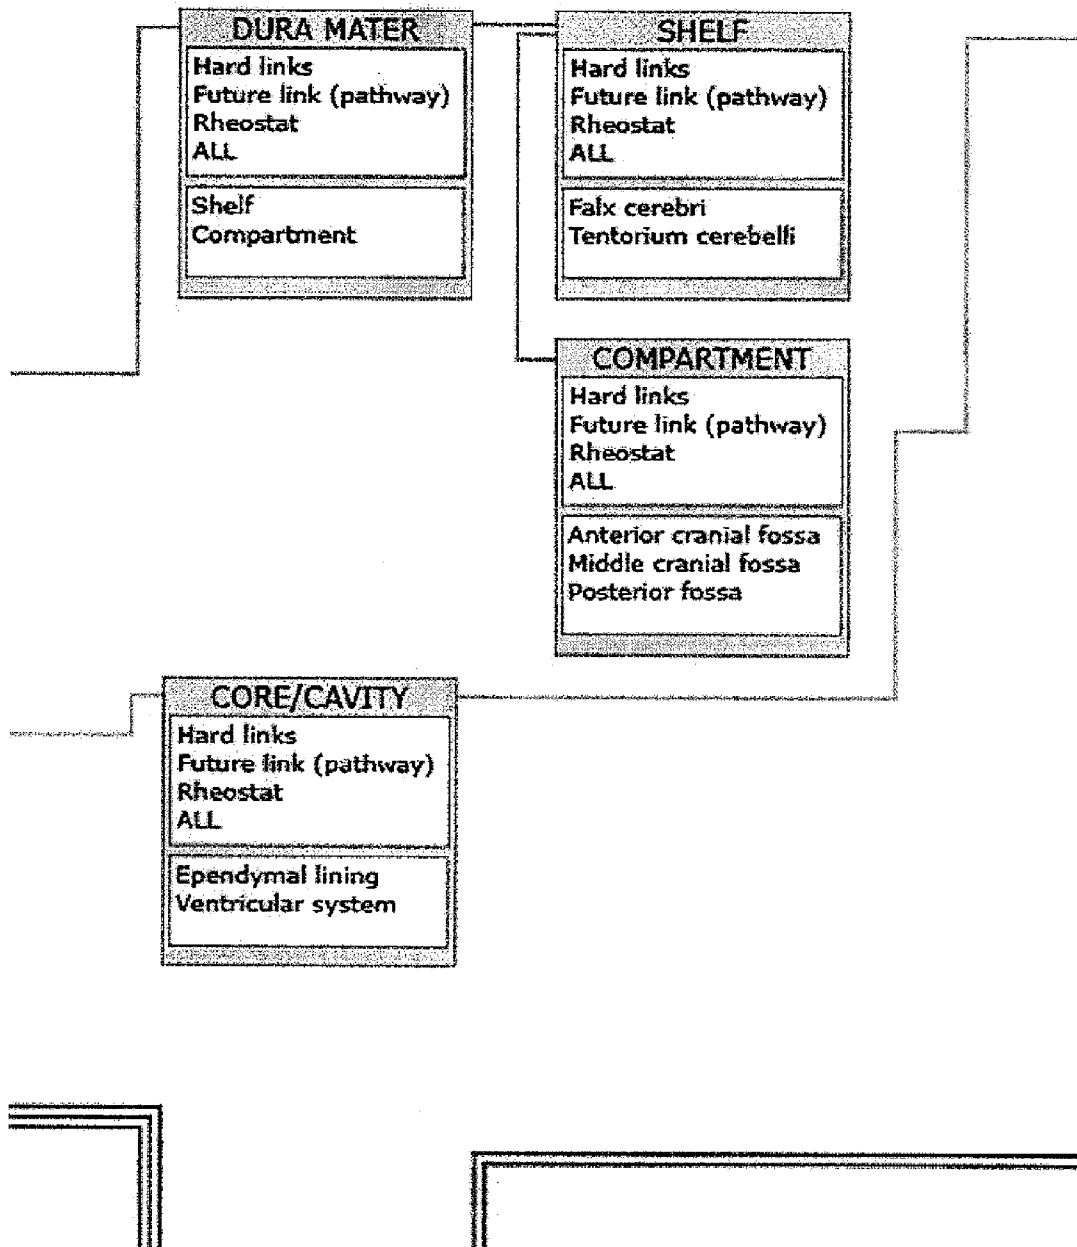 DURA MATER
Hard links
Future link (pathway)
Rheostat
ALL
Shelf
Compartment
SHELF
Hard links
Future link (pathway)
Rheostat
ALL
Falx cerebri
Tentorium cerebelli
COMPARTMENT
Hard links
Future link (pathway)
Rheostat
ALL
Anterior cranial fossa
Middle cranial fossa
Posterior fossa
CORE/CAVITY
Hard links
Future link (pathway)
Rheostat
ALL
Ependymal lining
Ventricular system